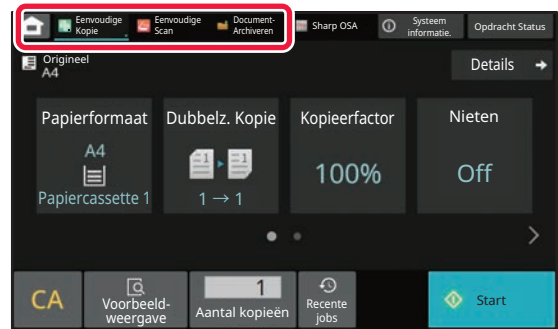 Eenvoudige
Kopie
Eenvoudige
Scan
Document-
Archiveren
Sharp OSA
Systeem
informatie.
Opdracht Status
Origineel
A4
Details
Papierformaat
A4
Papiercassette 1
Dubbelz. Kopie
1 → 1
Kopieerfactor
100%
Nieten
Off
CA
Voorbeeld-
weergave
1
Aantal kopieën
Recente
jobs
Start